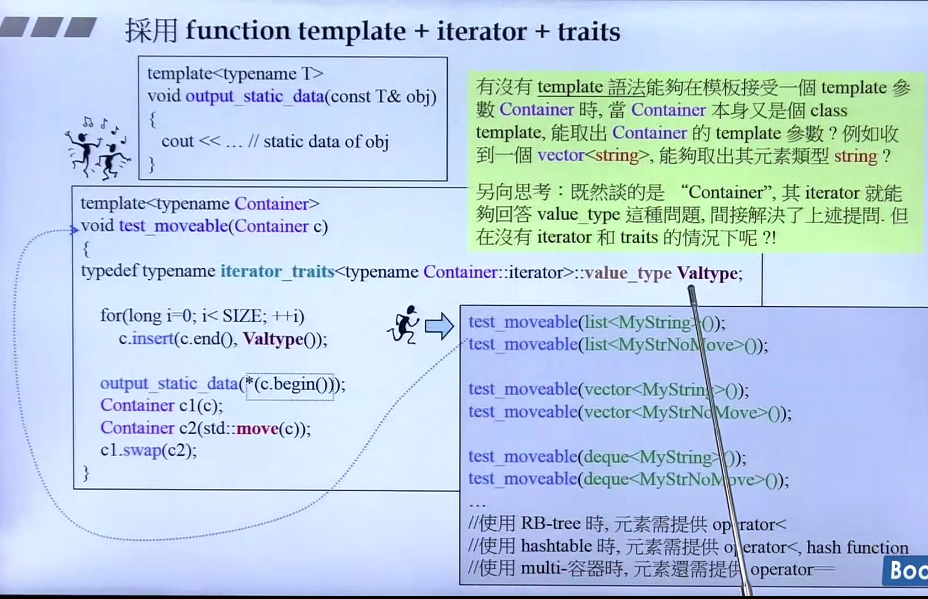 採用 function template + iterator + traits
template<typename T>
void output_static_data(const T& obj)
{
cout << … // static data of obj
}
有沒有 template 語法能夠在模板接受一個 template 參
數 Container 時, 當 Container 本身又是個 class
template, 能取出 Container 的 template 參數 ? 例如收
到一個 vector<string>, 能夠取出其元素類型 string ?
另向思考：既然談的是 “Container”, 其 iterator 就能
夠回答 value_type 這種問題, 間接解決了上述提問. 但
在沒有 iterator 和 traits 的情況下呢 ?!
template<typename Container>
void test_moveable(Container c)
{
typedef typename iterator_traits<typename Container::iterator>::value_type Valtype;
for(long i=0; i< SIZE; ++i)
c.insert(c.end(), Valtype());
output_static_data(*(c.begin()));
Container c1(c);
Container c2(std::move(c));
c1.swap(c2);
}
test_moveable(list<MyString>());
test_moveable(list<MyStrNoMove>());
test_moveable(vector<MyString>());
test_moveable(vector<MyStrNoMove>());
test_moveable(deque<MyString>());
test_moveable(deque<MyStrNoMove>());
…
//使用 RB-tree 時, 元素需提供 operator<
//使用 hashtable 時, 元素需提供 operator<, hash function
//使用 multi-容器時, 元素還需提供 operator==
Boo